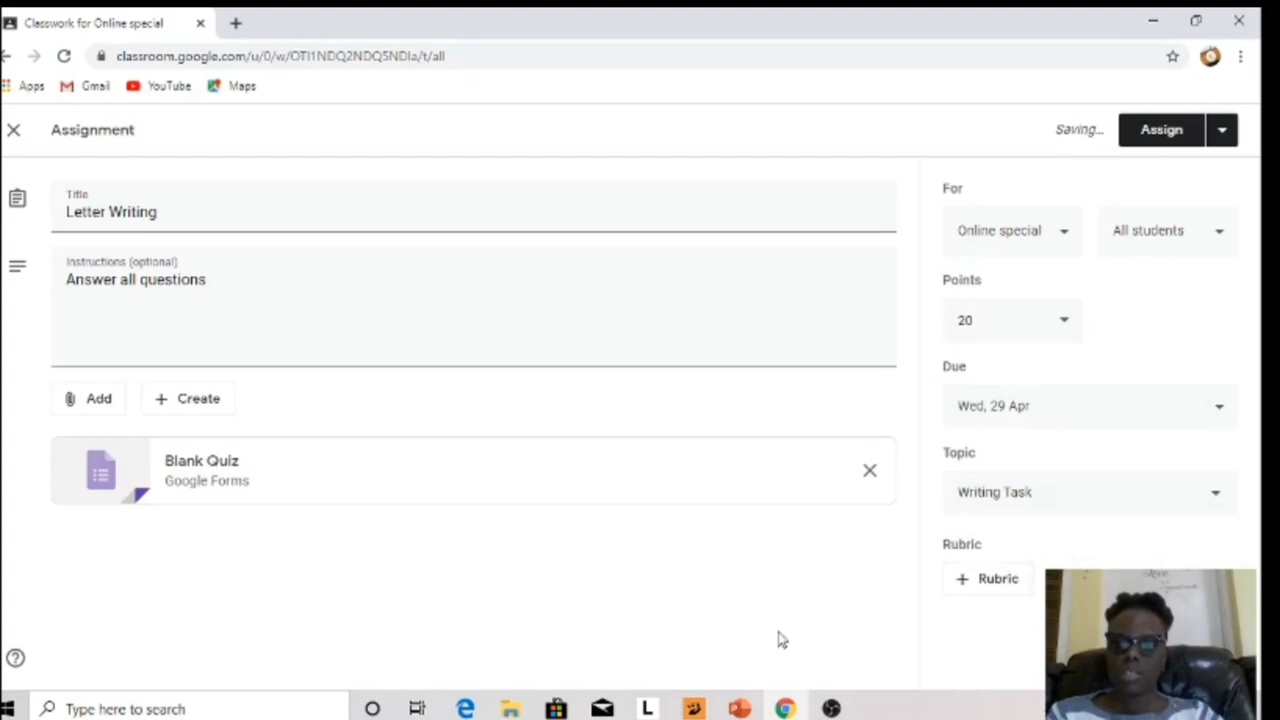 Classwork for Online special
classroom.google.com/u/0/w/OTI1NDQ2NDQ5NDla/t/all
Apps Gmail YouTube Maps
Assignment Saving... Assign
Title
Letter Writing
Instructions (optional)
Answer all questions
Add Create
Blank Quiz
Google Forms
For
Online special All students
Points
20
Due
Wed, 29 Apr
Topic
Writing Task
Rubric
Rubric
Type here to search
L